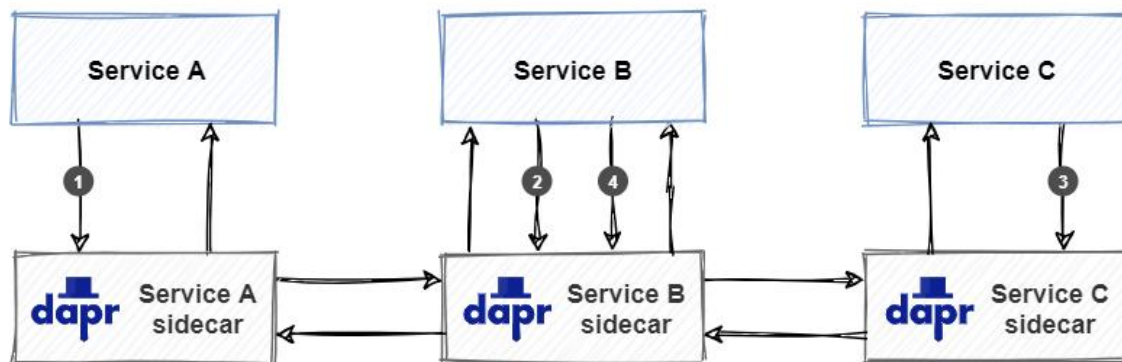 Service A
Service B
Service C
1
2
4
3
dapr
Service A
sidecar
dapr
Service B
sidecar
dapr
Service C
sidecar